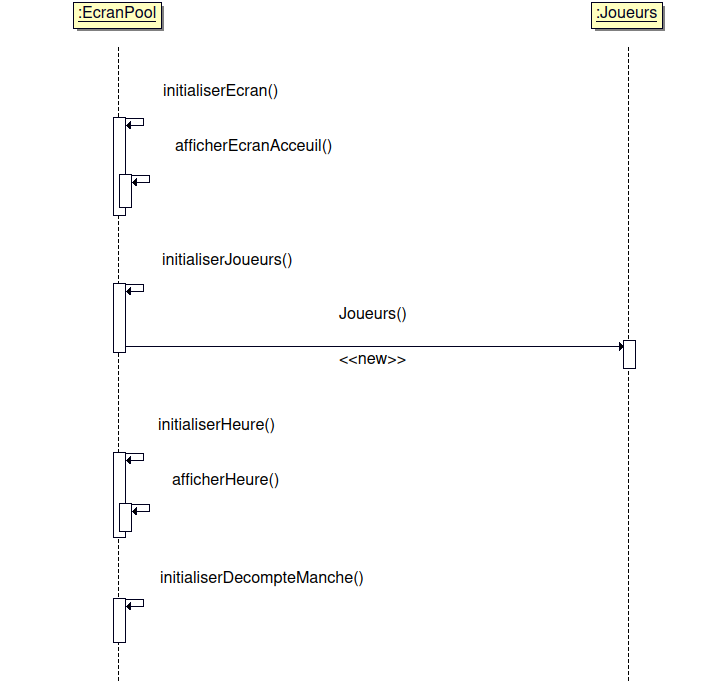 :EcranPool
:Joueurs
initialiserEcran()
afficherEcranAcceuil()
initialiserJoueurs()
Joueurs()
<<new>>
initialiserHeure()
afficherHeure()
initialiserDecompteManche()